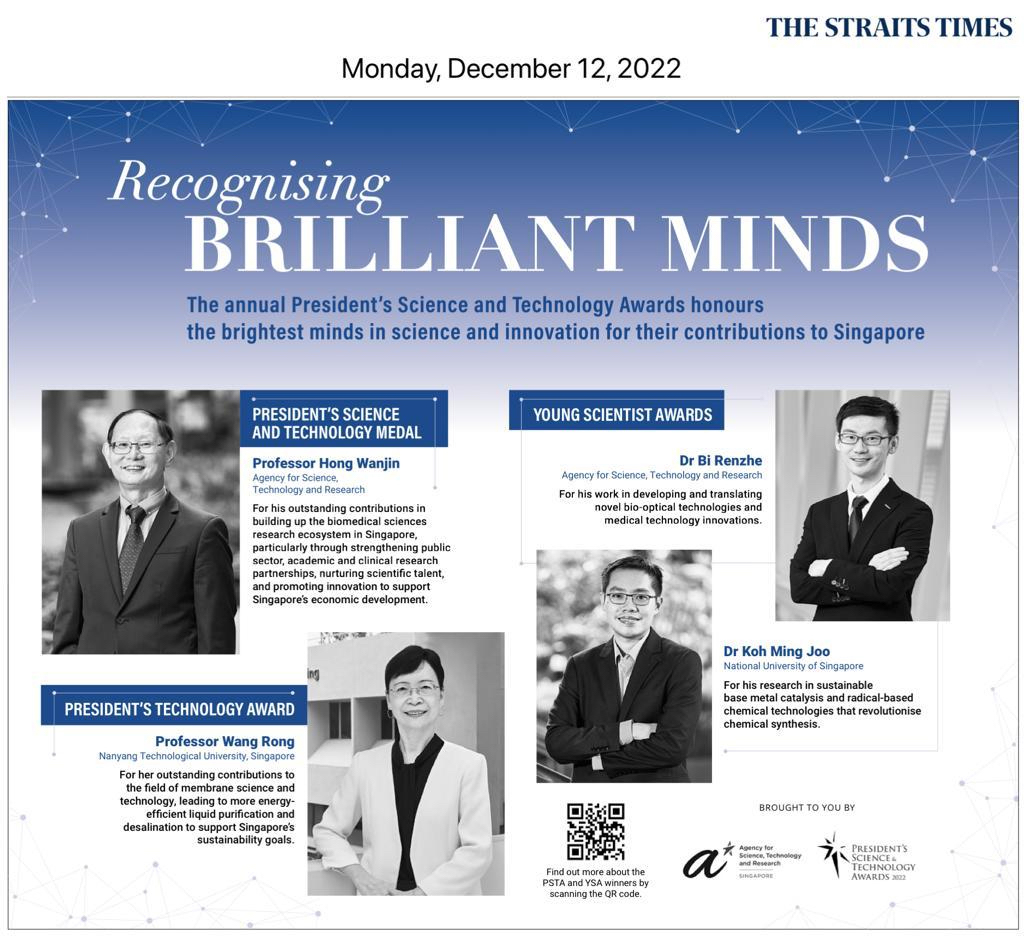 THE STRAITS TIMES
Monday, December 12, 2022
Recognising
BRILLIANT MINDS
The annual President's Science and Technology Awards honours
the brightest minds in science and innovation for their contributions to Singapore
PRESIDENT'S SCIENCE
AND TECHNOLOGY MEDAL
Professor Hong Wanjin
Agency for Science,
Technology and Research
For his outstanding contributions in
building up the biomedical sciences
research ecosystem in Singapore,
particularly through strengthening public
sector, academic and clinical research
partnerships, nurturing scientific talent,
and promoting innovation to support
Singapore's economic development.
PRESIDENT'S TECHNOLOGY AWARD
Professor Wang Rong
Nanyang Technological University, Singapore
For her outstanding contributions to
the field of membrane science and
technology, leading to more energy-
efficient liquid purification and
desalination to support Singapore's
sustainability goals.
ing
YOUNG SCIENTIST AWARDS
Dr Bi Renzhe
Agency for Science, Technology and Research
For his work in developing and translating
novel bio-optical technologies and
medical technology innovations.
Dr Koh Ming Joo
National University of Singapore
For his research in sustainable
base metal catalysis and radical-based
chemical technologies that revolutionise
chemical synthesis.
Find out more about the
PSTA and YSA winners by
scanning the QR code.
BROUGHT TO YOU BY
a
Agency for
Science, Technology
and Research
SINGAPORE
PRESIDENT'S
SCIENCE &
TECHNOLOGY
AWARDS 2022